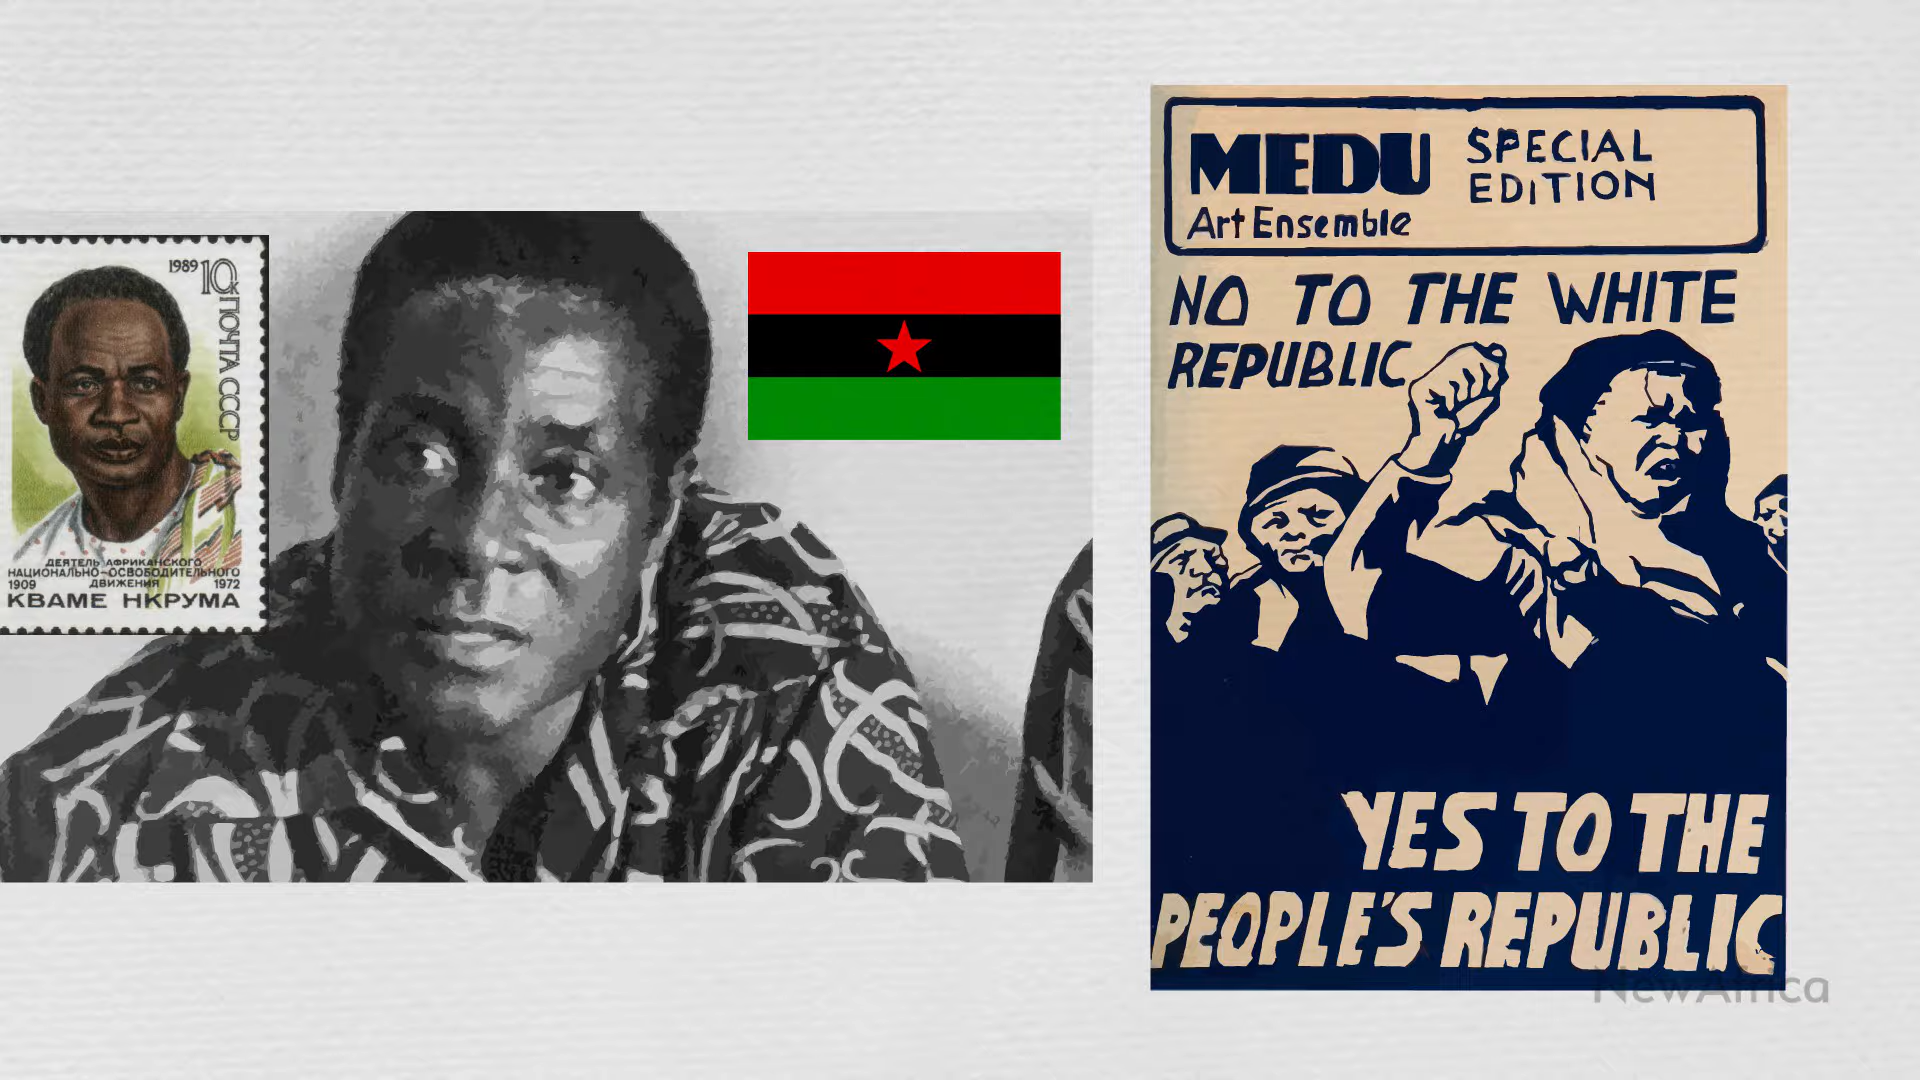 1989 10к
ПОЧТА СССР
ДЕЯТЕЛЬ АФРИКАНСКОГО
НАЦИОНАЛЬНО-ОСВОБОДИТЕЛЬНОГО
1909 ДВИЖЕНИЯ 1972
КВАМЕ НКРУМА
MEDU SPECIAL
EDITION
Art Ensemble
NO TO THE WHITE
REPUBLIC
YES TO THE
PEOPLE'S REPUBLIC
NewAfrica